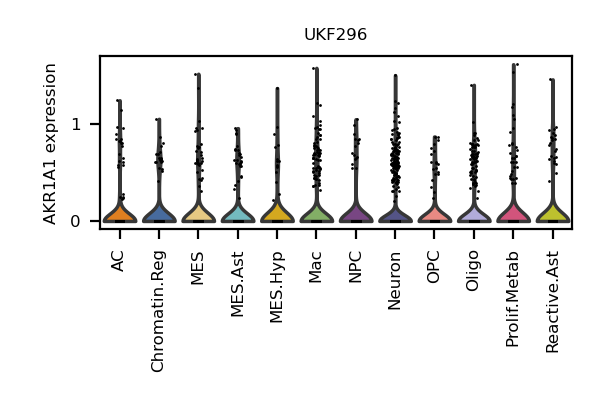 UKF296
AKR1A1 expression
1
0
AC
Chromatin.Reg
MES
MES.Ast
MES.Hyp
Mac
NPC
Neuron
OPC
Oligo
Prolif.Metab
Reactive.Ast